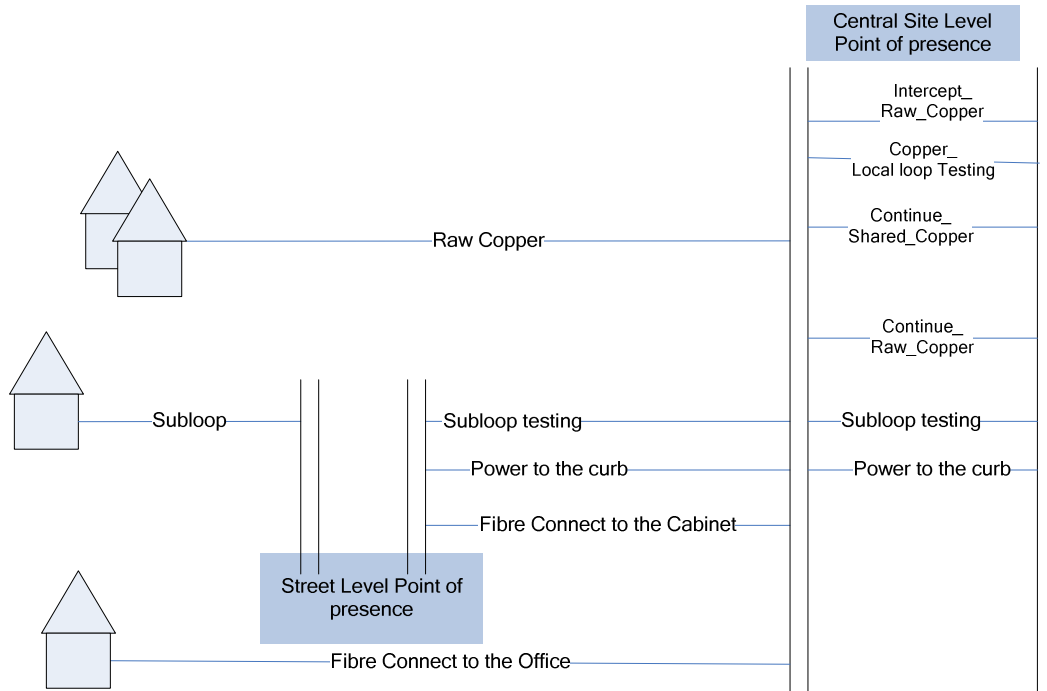 Central Site Level
Point of presence
Intercept_
Raw_Copper
Copper_
Local loop Testing
Continue_
Shared_Copper
Raw Copper
Continue_
Raw_Copper
Subloop
Subloop testing
Subloop testing
Power to the curb
Power to the curb
Fibre Connect to the Cabinet
Street Level Point of
presence
Fibre Connect to the Office